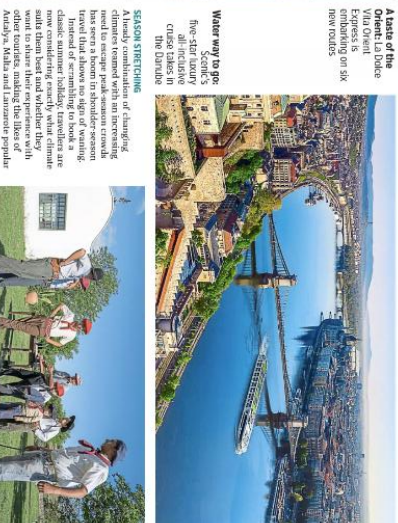 A taste of the
Orient: La Dolce
Vita Orient
Express is
embarking on six
new routes
Water way to go:
Scenic's
five-star luxury
all-inclusive
cruise takes in
the Danube
SEASON STRETCHING
A heady combination of changing
climates teamed with an increasing
need to escape peak-season crowds
has seen a boom in shoulder-season
travel that shows no sign of waning.
Instead of scrambling to book a
classic summer holiday, travellers are
now considering exactly what climate
suits them best and whether they
want to share their experience with
other tourists, making the likes of
Antalya, Malta and Lanzarote popular